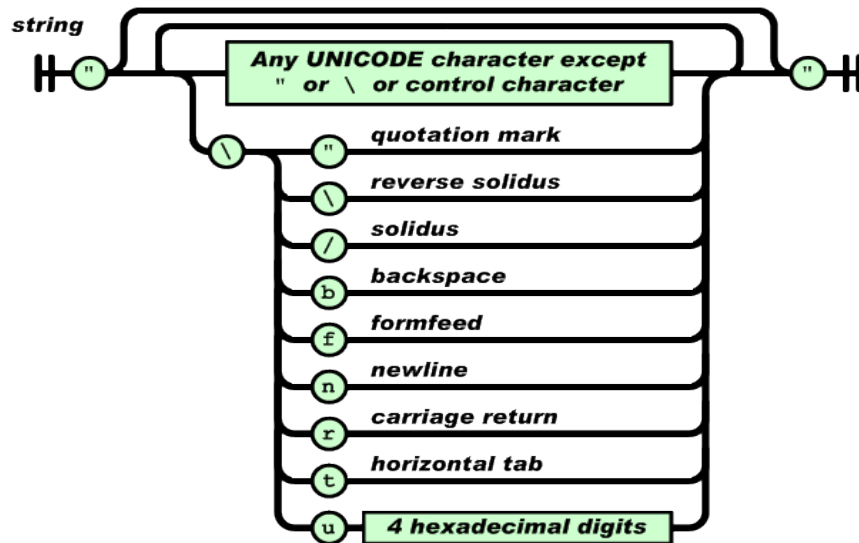 string
" Any UNICODE character except "
" or \ or control character
\ " quotation mark
\ reverse solidus
/ solidus
b backspace
f formfeed
n newline
r carriage return
t horizontal tab
u 4 hexadecimal digits